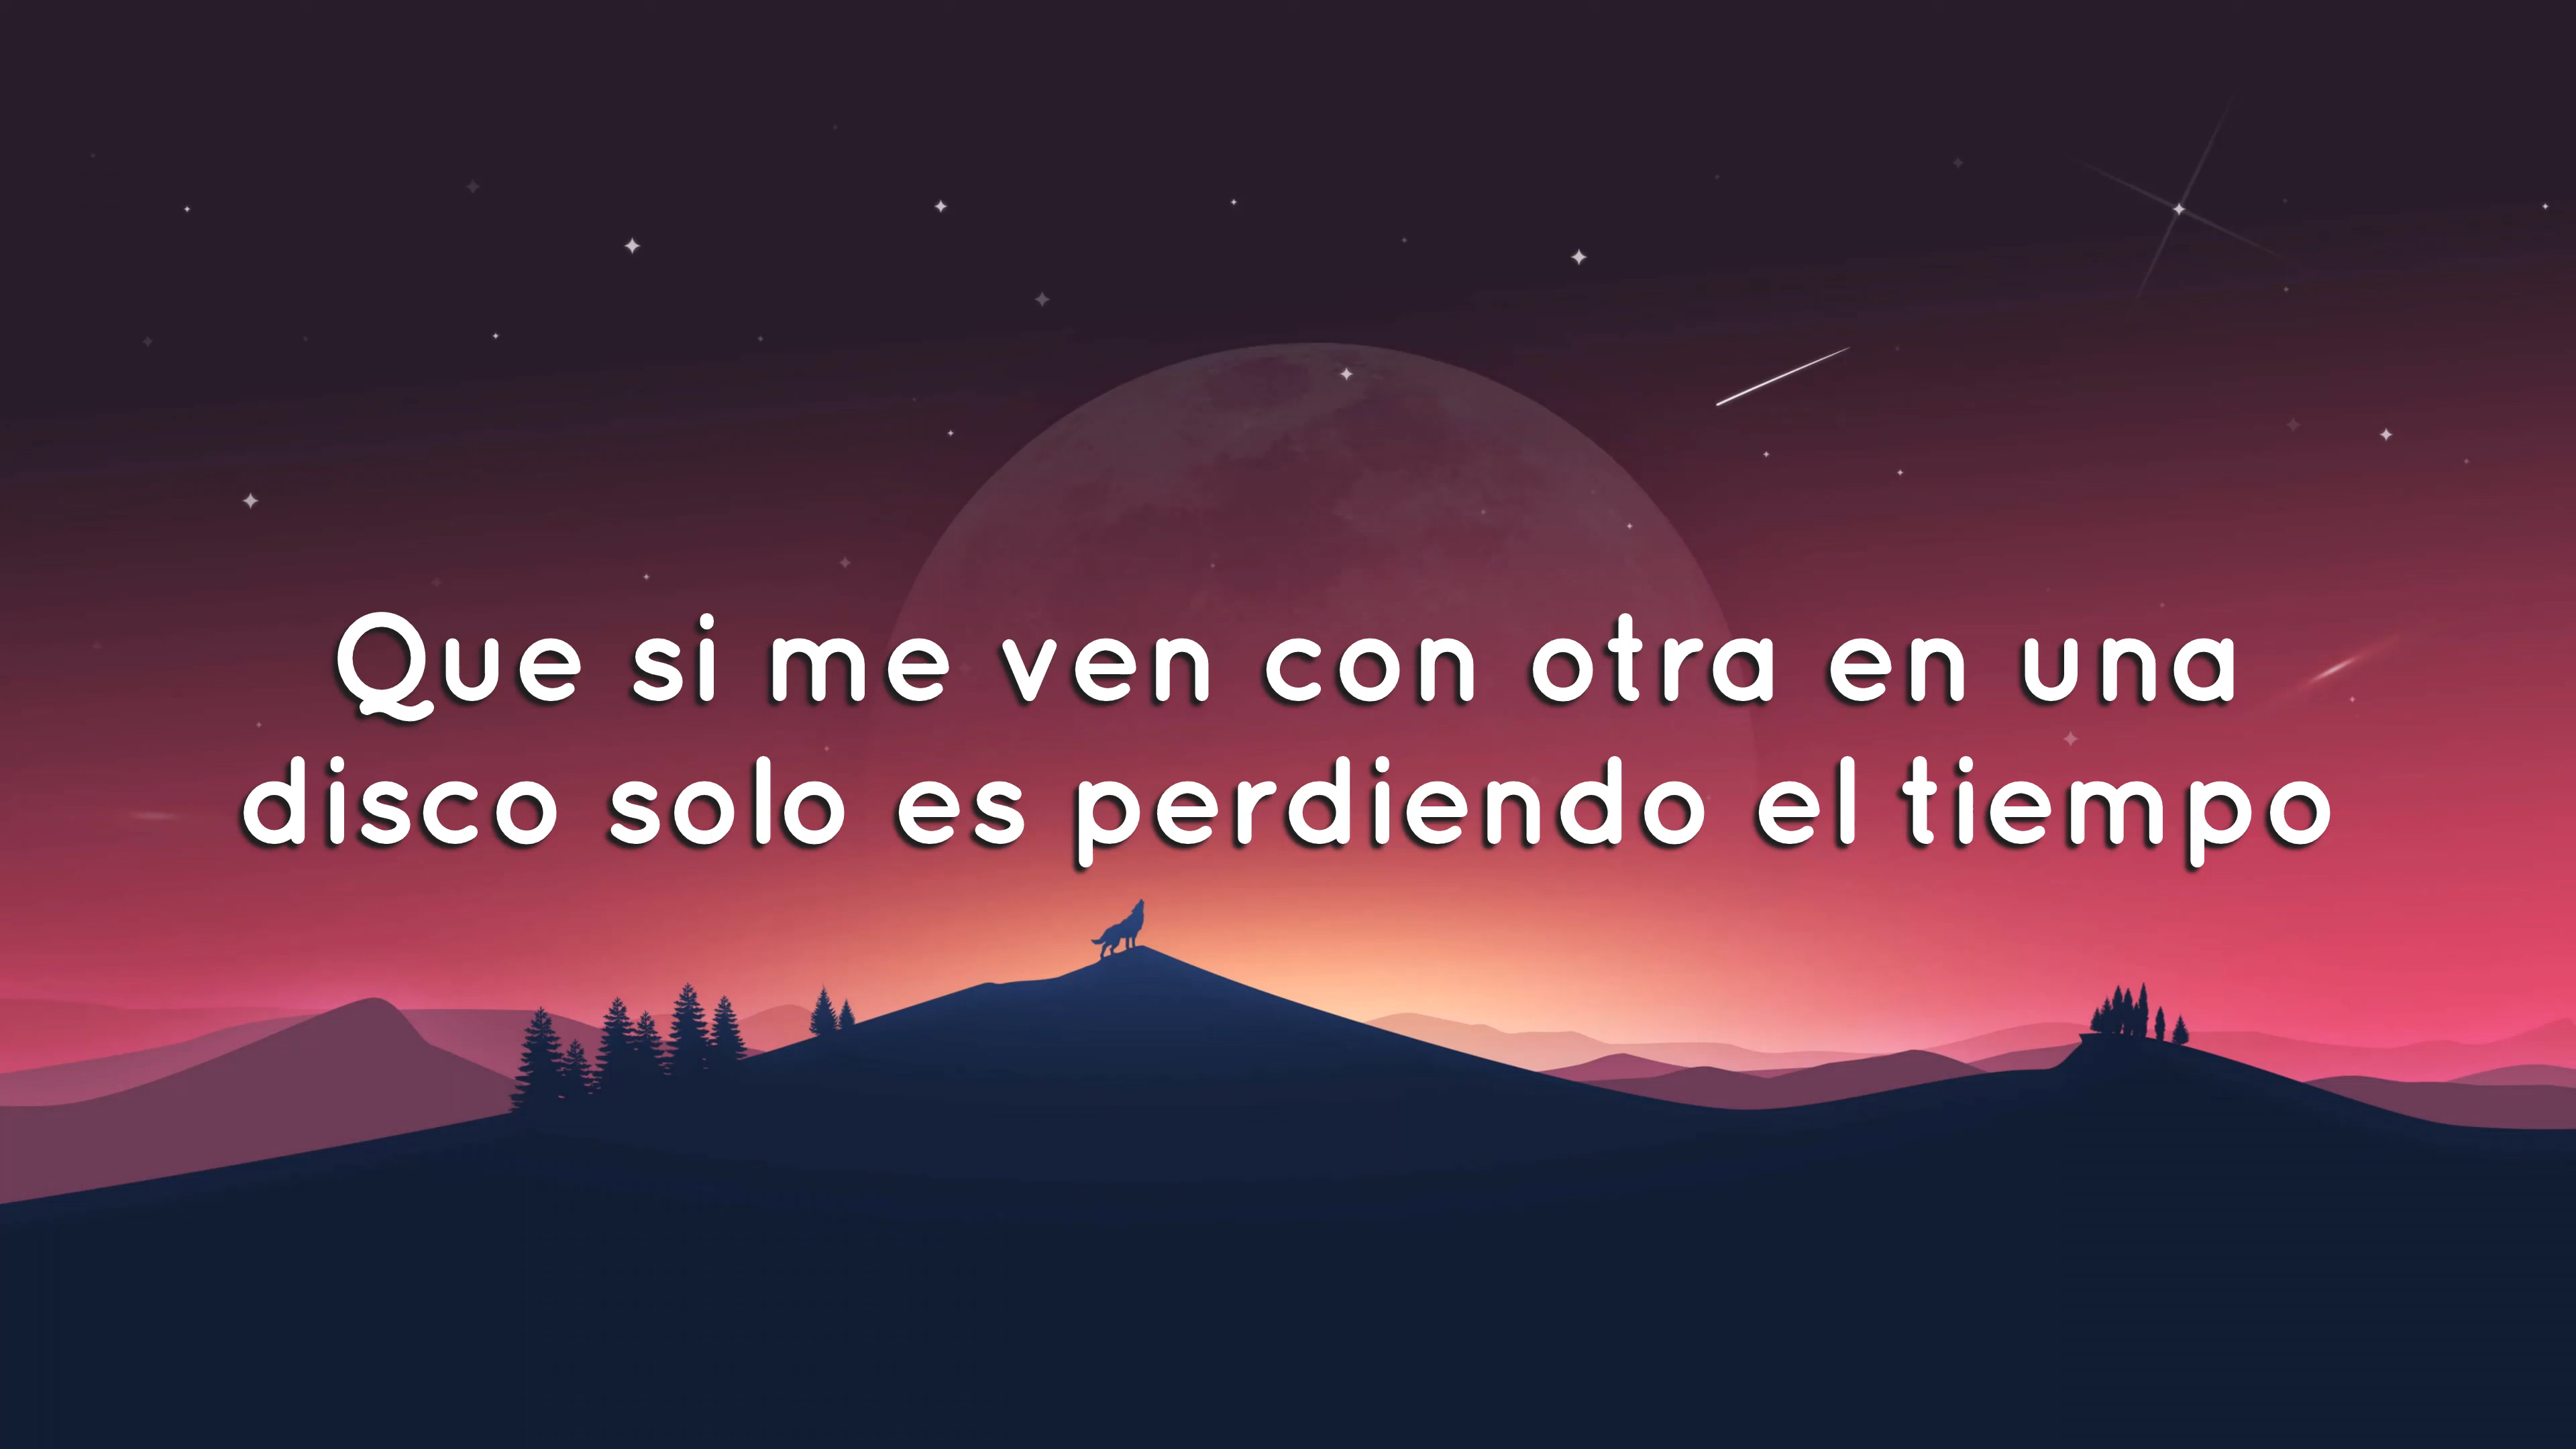 Que si me ven con otra en una
disco solo es perdiendo el tiempo